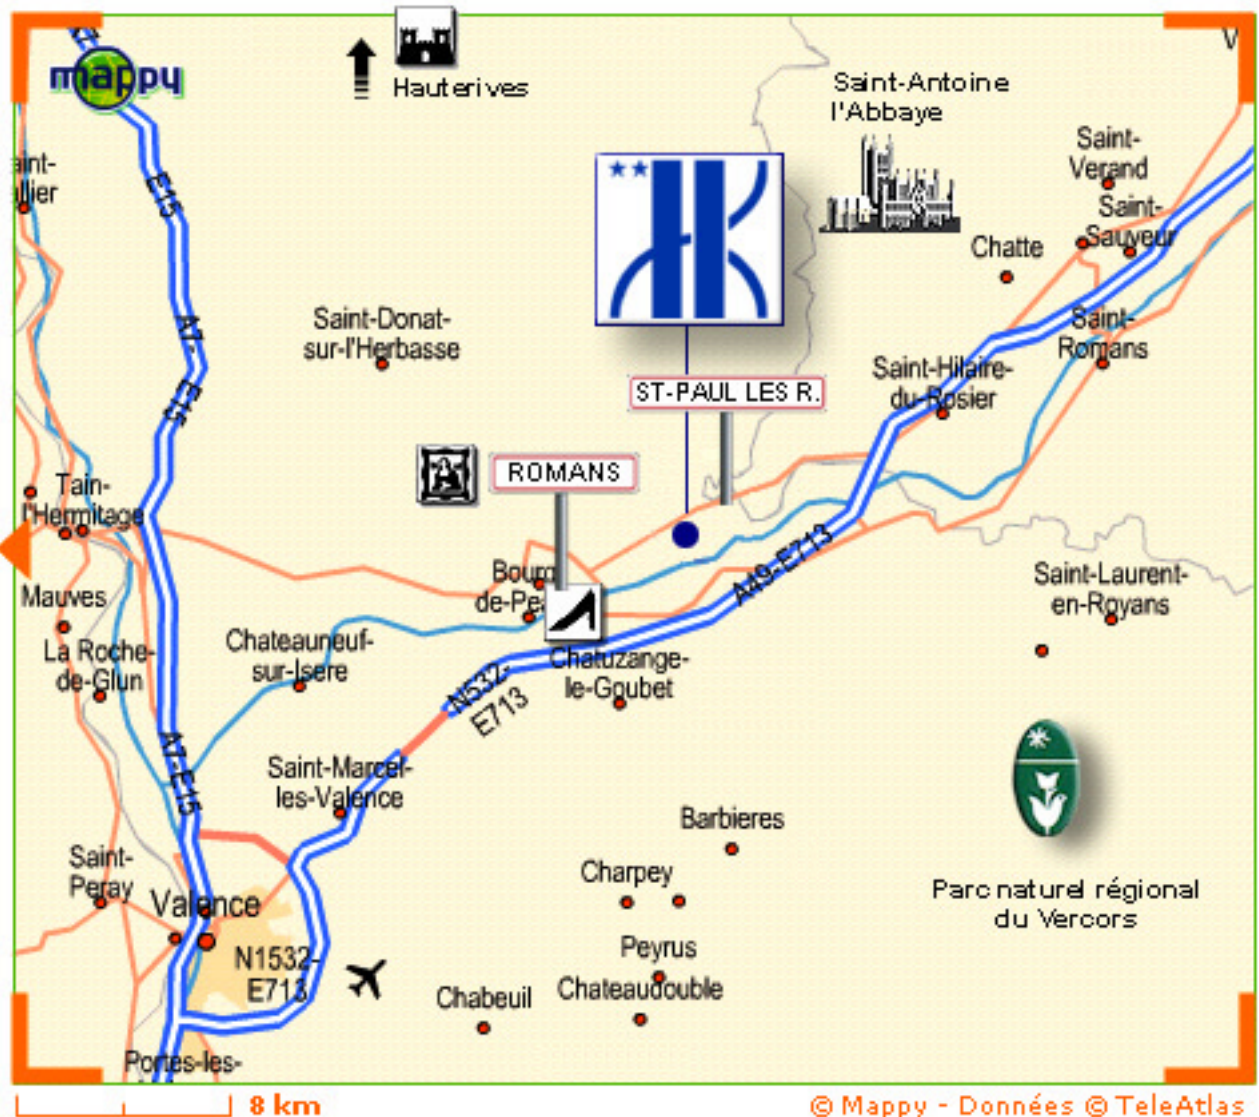 mappy
Hauterives
Saint-Antoine
l'Abbaye
V
Saint-
Verand
Saint-
Sauveur
Chatte
E15
A7-
E15
Saint-Donat-
sur-l'Herbasse
Saint-
Romans
Saint-Hilaire-
du-Rosier
ST-PAUL LES R.
ROMANS
Tain-
l'Hermitage
A49-E713
Bourg
de-Pe
Saint-Laurent-
en-Royans
Mauves
La Roche-
de-Glun
Chateauneuf-
sur-Isere
Chatuzange-
le-Goubet
N532-
E713
A7-E15
Saint-Marcel-
les-Valence
Barbieres
Saint-
Peray
Charpey
Valence
Parc naturel régional
du Vercors
N1532-
E713
Peyrus
Chabeuil
Chateaudouble
Portes-les-
8 km
© Mappy - Données © TeleAtlas